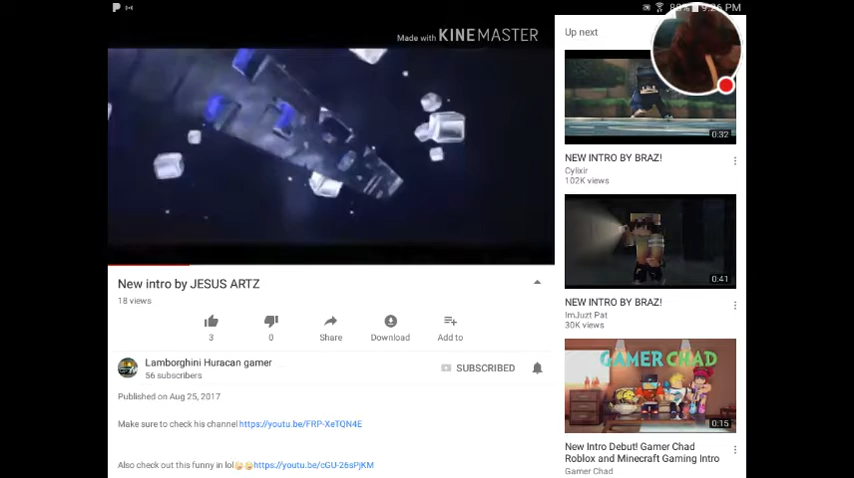 88% 9:26 PM
Made with KINEMASTER
Up next
0:32
NEW INTRO BY BRAZ!
Cylixir
102K views
0:41
NEW INTRO BY BRAZ!
ImJuzt Pat
30K views
GAMER CHAD
0:15
New Intro Debut! Gamer Chad
Roblox and Minecraft Gaming Intro
Gamer Chad
New intro by JESUS ARTZ
18 views
3
0
Share
Download
Add to
Lamborghini Huracan gamer
56 subscribers
SUBSCRIBED
Published on Aug 25, 2017
Make sure to check his channel https://youtu.be/FRP-XeTQN4E
Also check out this funny in lol😂😂https://youtu.be/cGU-26sPjKM